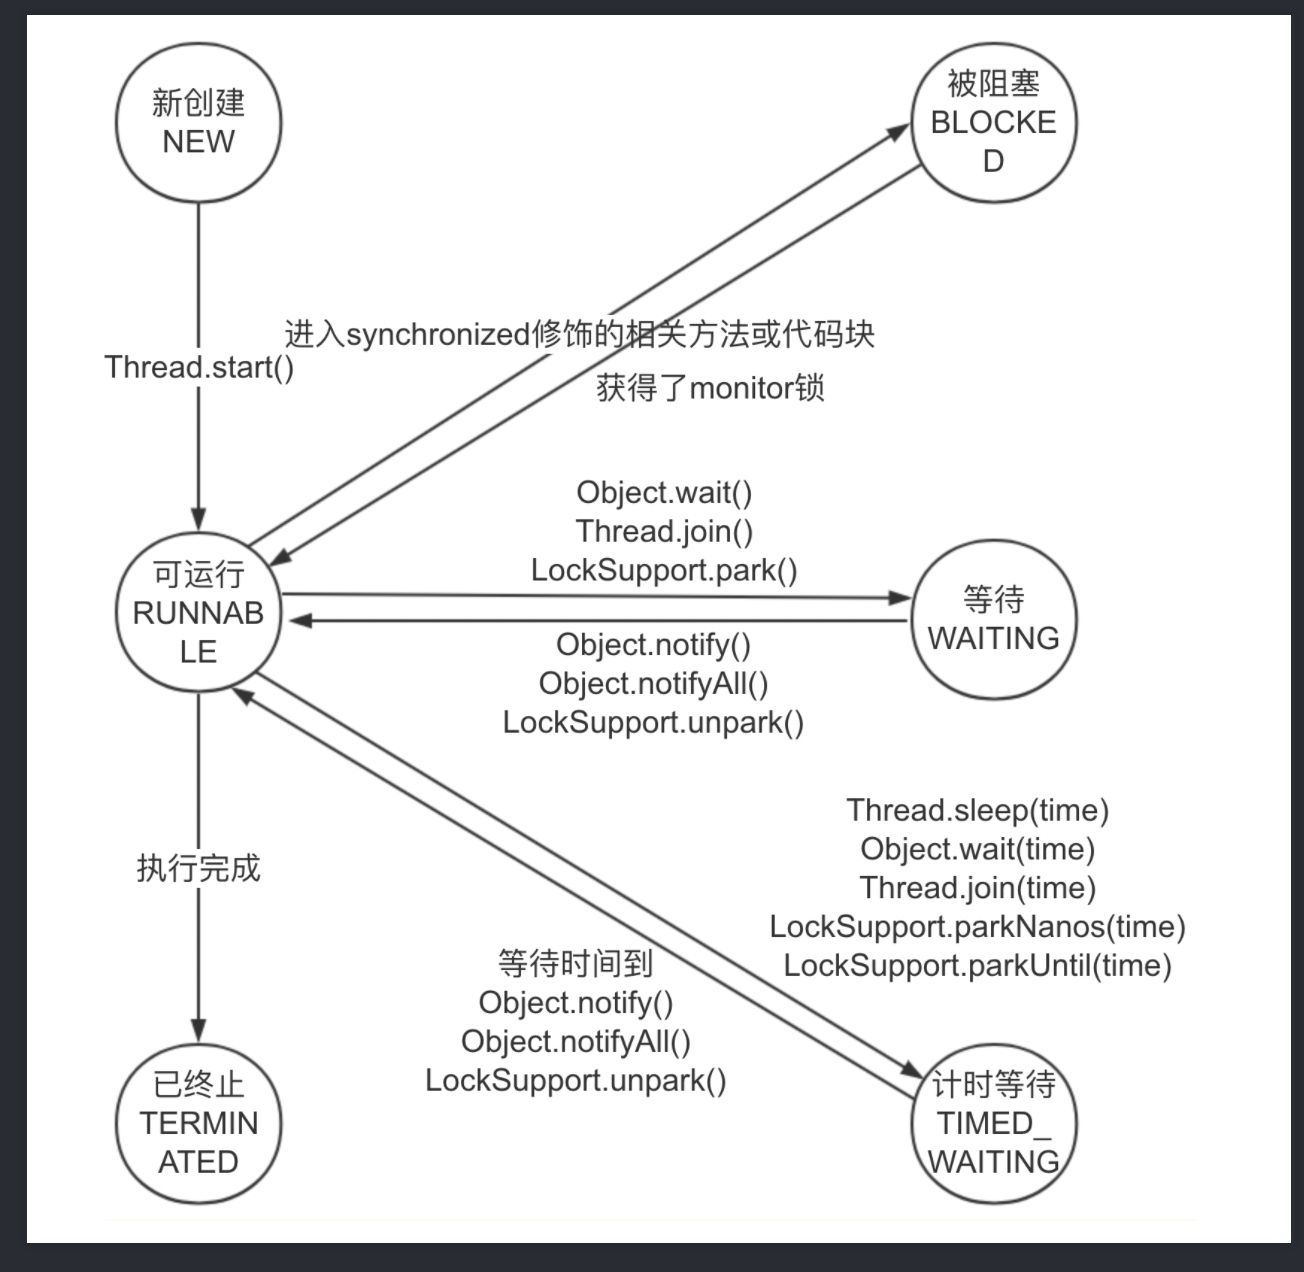 新创建
NEW
被阻塞
BLOCKE
D
进入synchronized修饰的相关方法或代码块
Thread.start()
获得了monitor锁
Object.wait()
Thread.join()
LockSupport.park()
可运行
RUNNAB
LE
等待
WAITING
Object.notify()
Object.notifyAll()
LockSupport.unpark()
Thread.sleep(time)
Object.wait(time)
Thread.join(time)
LockSupport.parkNanos(time)
LockSupport.parkUntil(time)
执行完成
等待时间到
Object.notify()
Object.notifyAll()
LockSupport.unpark()
已终止
TERMIN
ATED
计时等待
TIMED_
WAITING